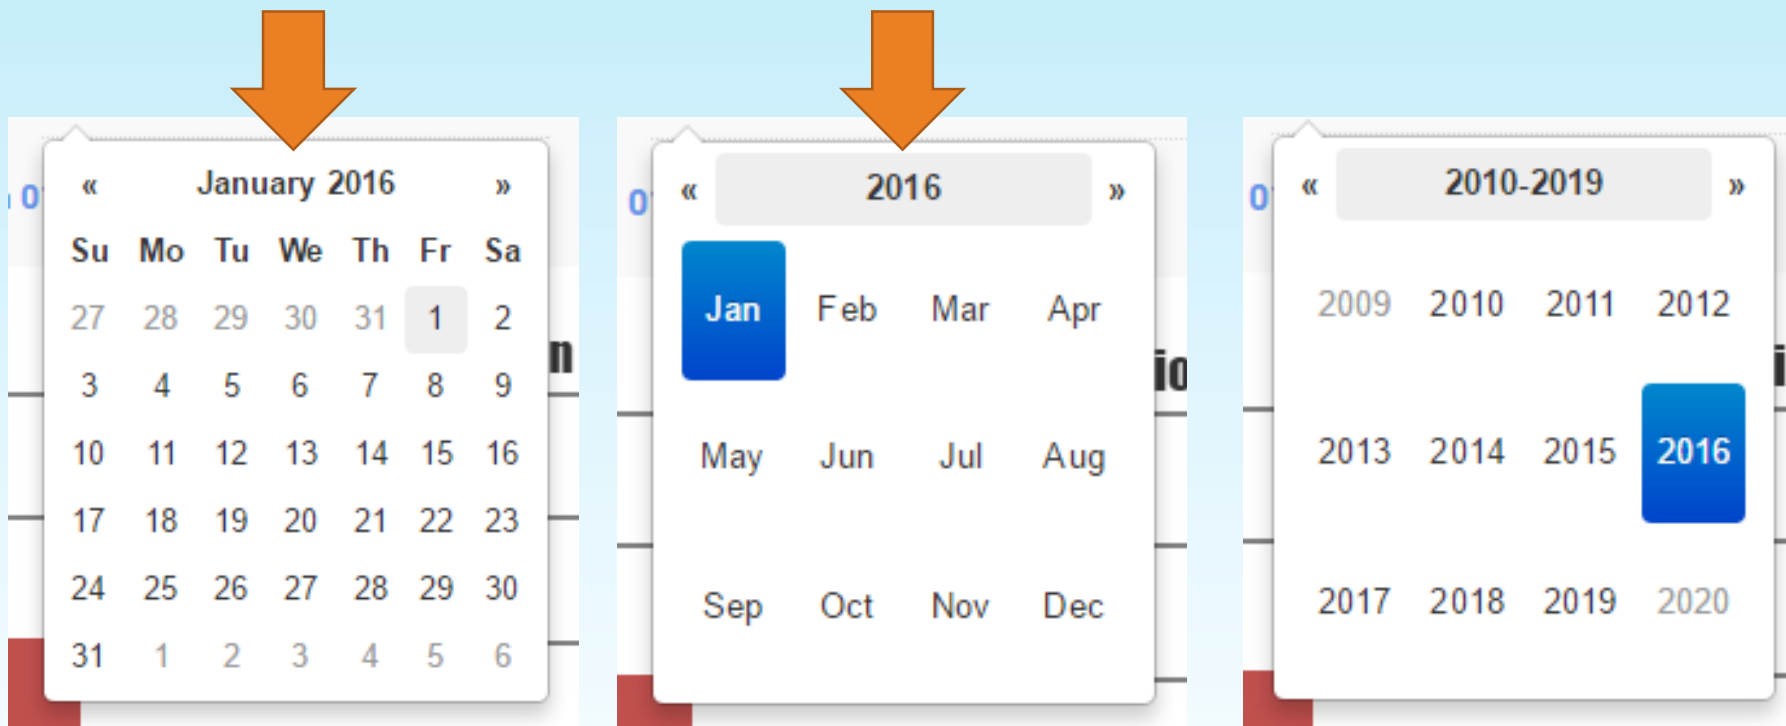 « January 2016 »
Su Mo Tu We Th Fr Sa
27 28 29 30 31 1 2
3 4 5 6 7 8 9
10 11 12 13 14 15 16
17 18 19 20 21 22 23
24 25 26 27 28 29 30
31 1 2 3 4 5 6
0
n
« 2016 »
Jan Feb Mar Apr
May Jun Jul Aug
Sep Oct Nov Dec
0
io
« 2010-2019 »
2009 2010 2011 2012
2013 2014 2015 2016
2017 2018 2019 2020
0